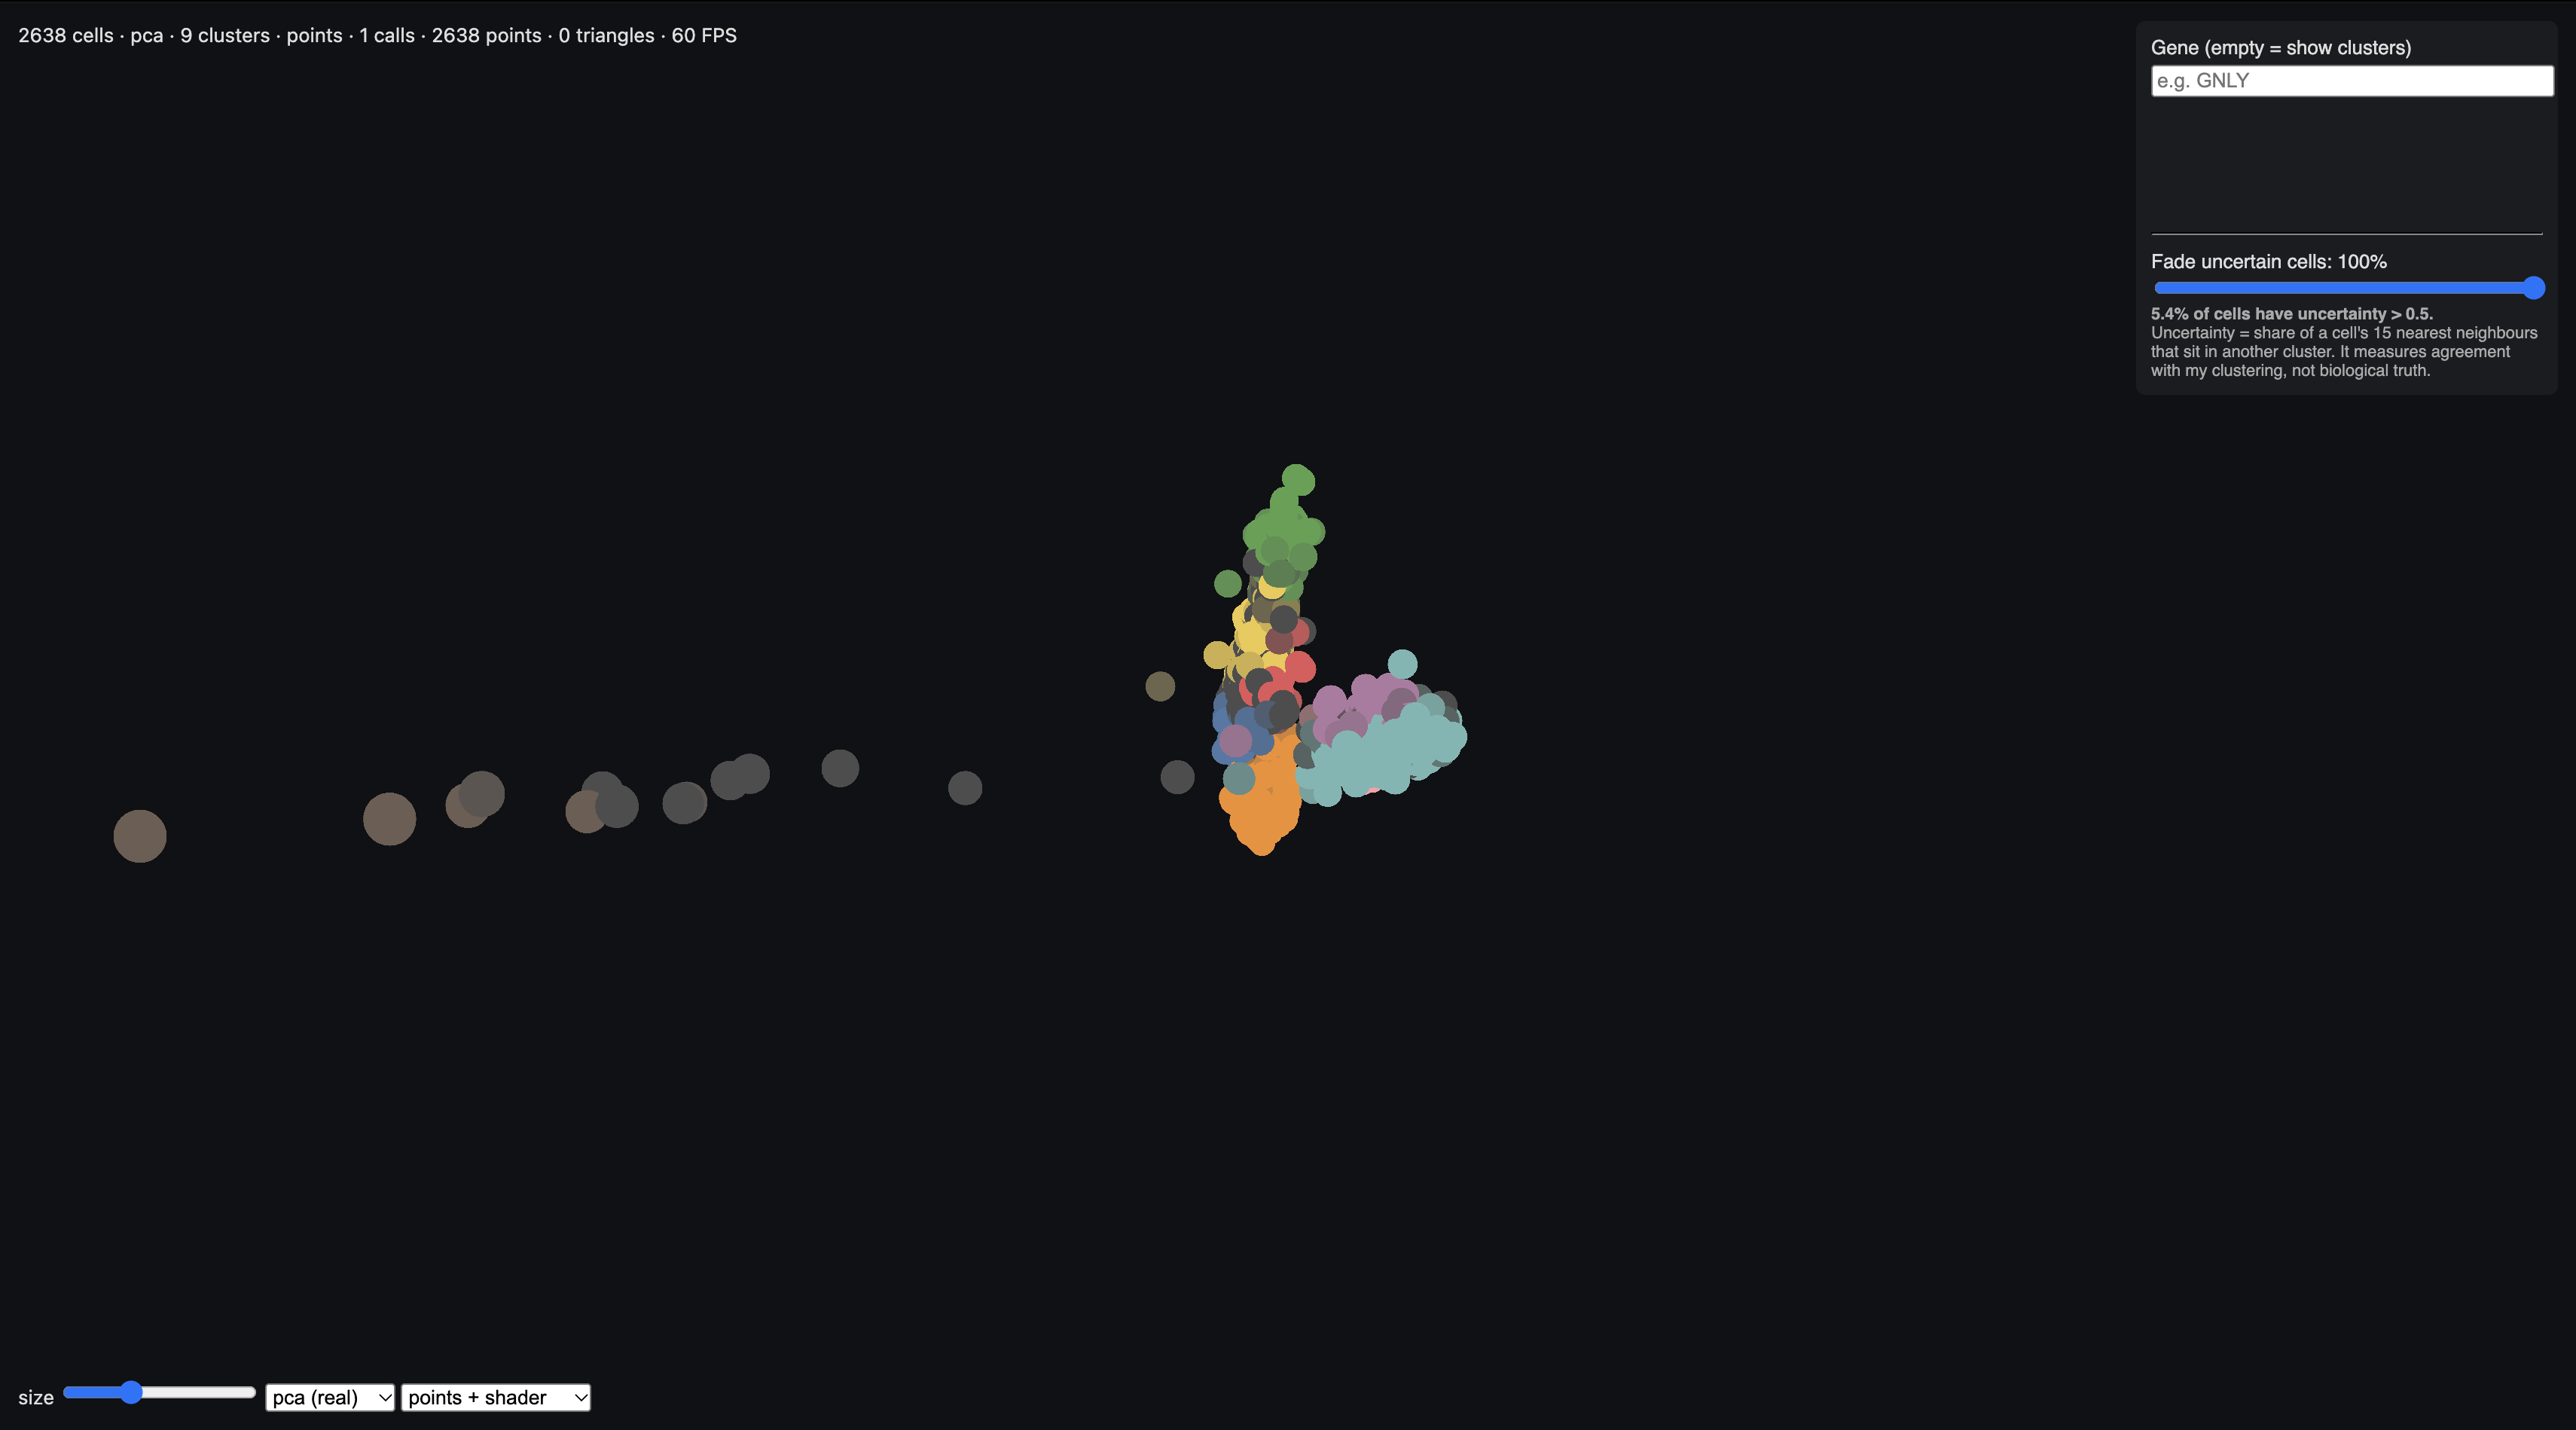 2638 cells · pca · 9 clusters · points · 1 calls · 2638 points · 0 triangles · 60 FPS
Gene (empty = show clusters)
e.g. GNLY
Fade uncertain cells: 100%
5.4% of cells have uncertainty > 0.5.
Uncertainty = share of a cell's 15 nearest neighbours
that sit in another cluster. It measures agreement
with my clustering, not biological truth.
size
pca (real)
points + shader